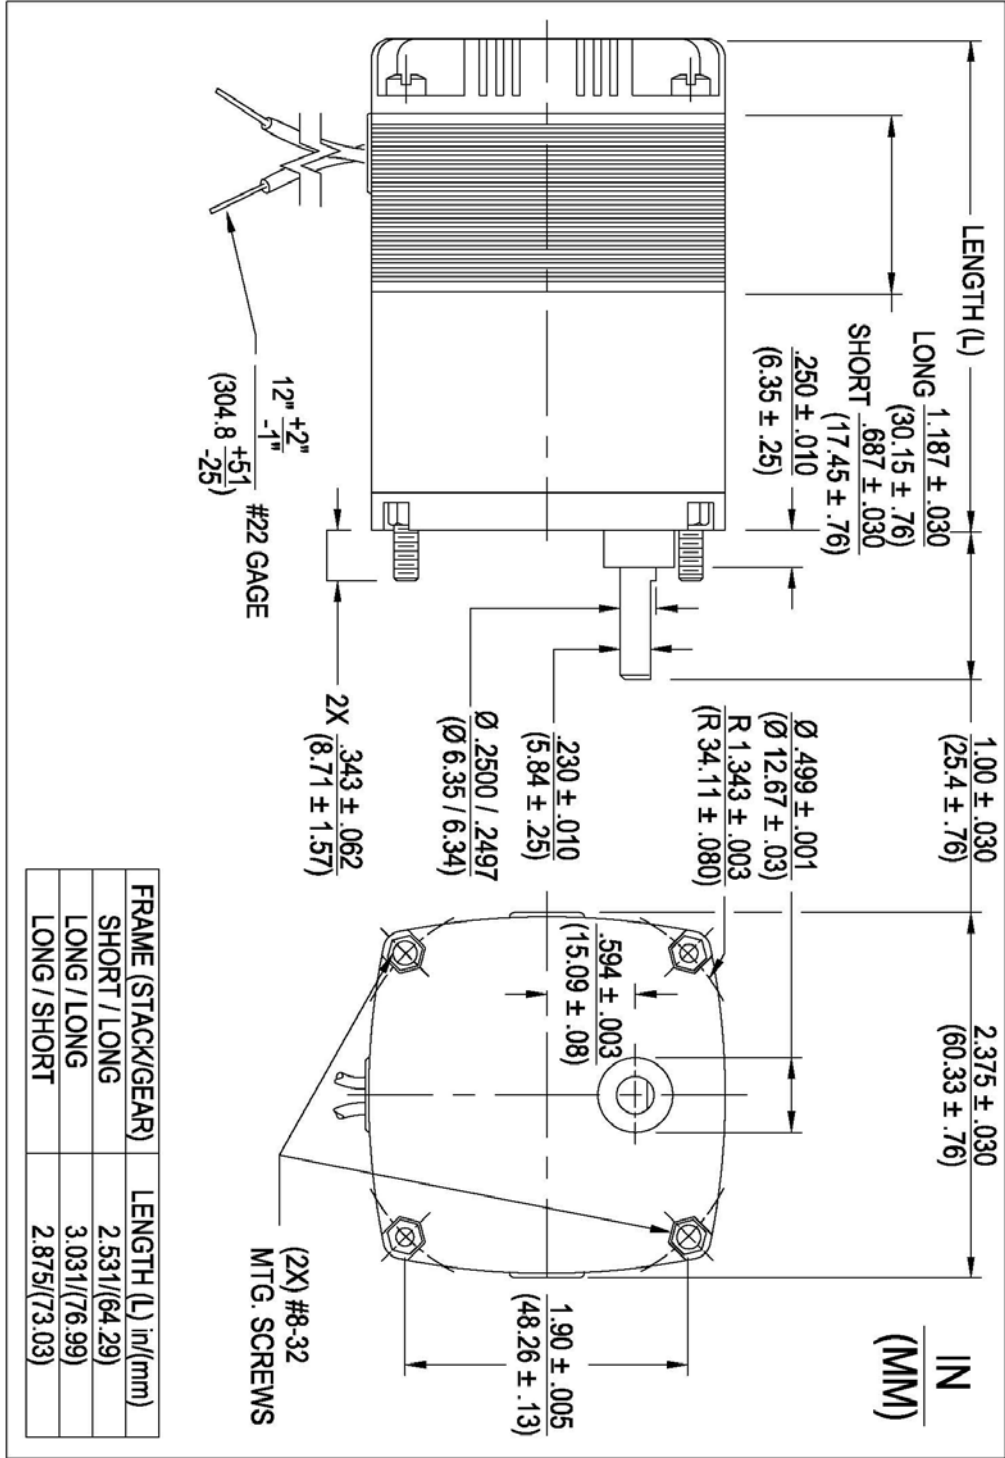 LENGTH (L)
LONG 1.187 ± .030
(30.15 ± .76)
SHORT .687 ± .030
(17.45 ± .76)
.250 ± .010
(6.35 ± .25)
1.00 ± .030
(25.4 ± .76)
2.375 ± .030
(60.33 ± .76)
IN
(MM)
Ø .499 ± .001
(Ø 12.67 ± .03)
R 1.343 ± .003
(R 34.11 ± .080)
.594 ± .003
(15.09 ± .08)
.230 ± .010
(5.84 ± .25)
Ø .2500 / .2497
(Ø 6.35 / 6.34)
1.90 ± .005
(48.26 ± .13)
12" +2"
-1"
(304.8 +51
-25)
#22 GAGE
2X .343 ± .062
(8.71 ± 1.57)
(2X) #8-32
MTG. SCREWS
FRAME (STACK/GEAR) LENGTH (L) in/(mm)
SHORT / LONG 2.531/(64.29)
LONG / LONG 3.031/(76.99)
LONG / SHORT 2.875/(73.03)